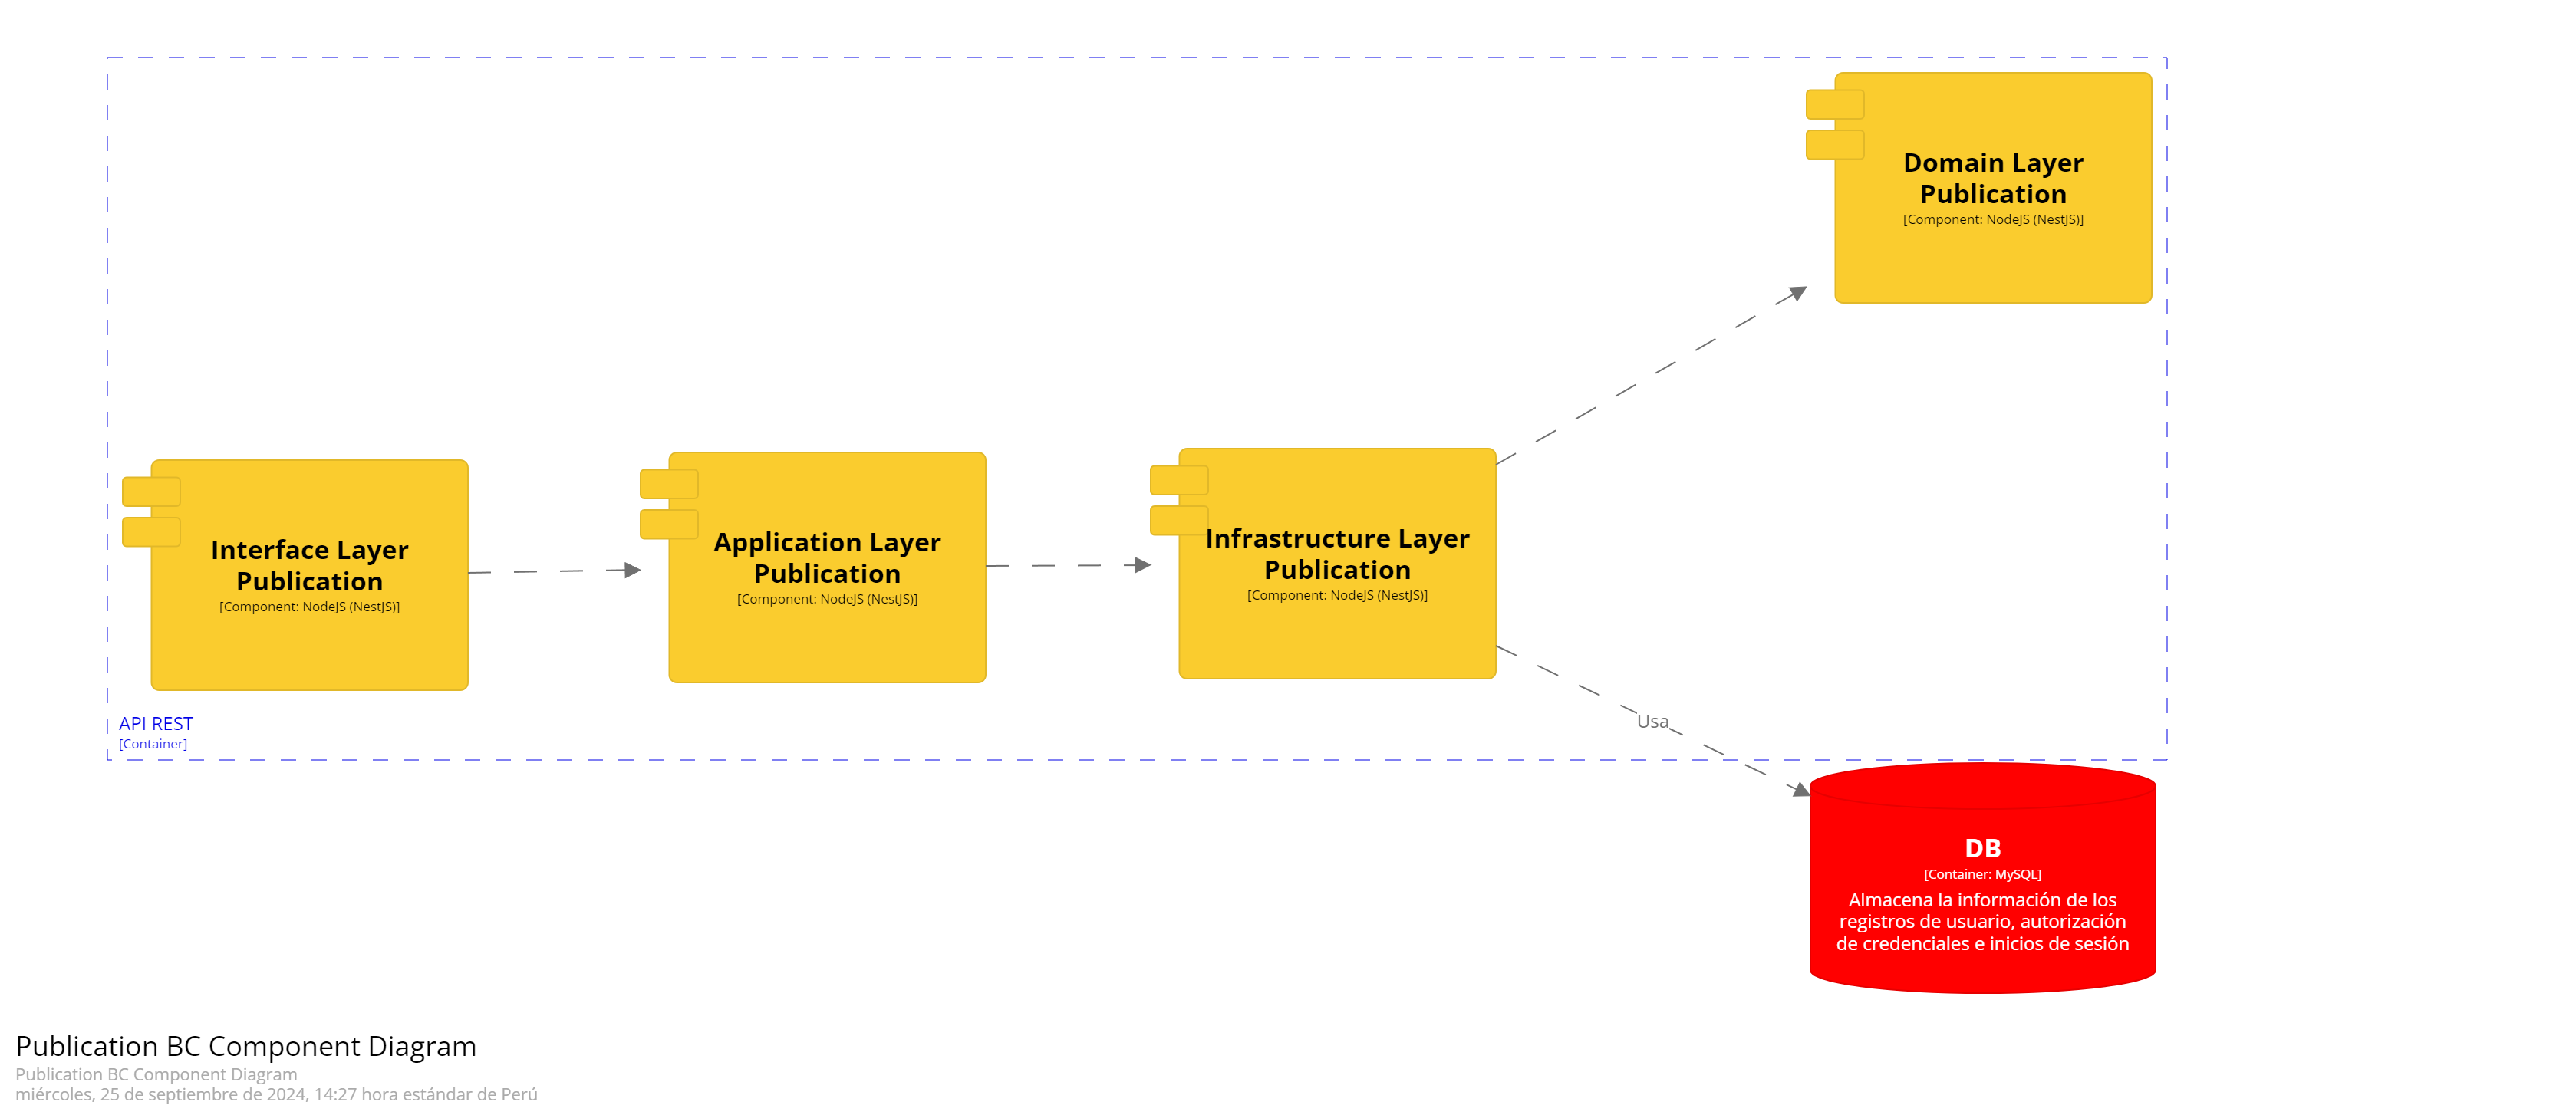 Domain Layer
Publication
[Component: NodeJS (NestJS)]
Interface Layer
Publication
[Component: NodeJS (NestJS)]
Application Layer
Publication
[Component: NodeJS (NestJS)]
Infrastructure Layer
Publication
[Component: NodeJS (NestJS)]
Usa
API REST
[Container]
DB
[Container: MySQL]
Almacena la información de los
registros de usuario, autorización
de credenciales e inicios de sesión
Publication BC Component Diagram
Publication BC Component Diagram
miércoles, 25 de septiembre de 2024, 14:27 hora estándar de Perú